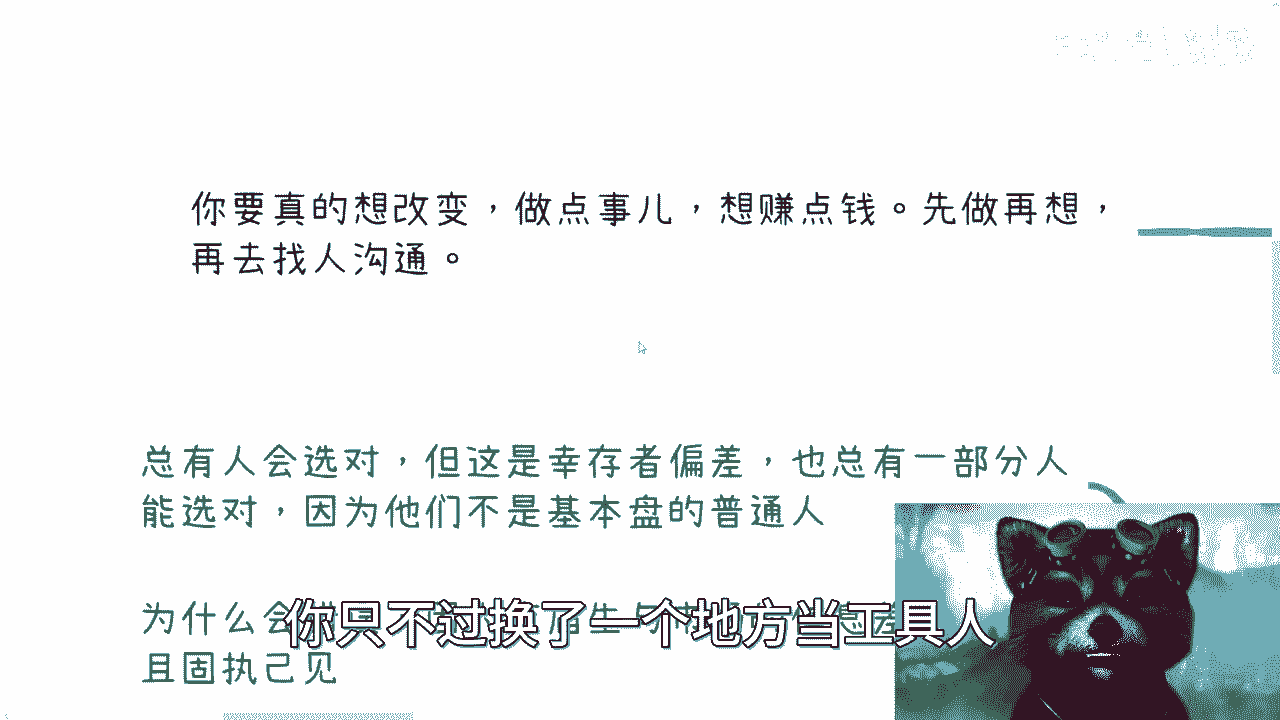 你要真的想改变，做点事儿，想赚点钱。先做再想，
再去找人沟通。
总有人会选对，但这是幸存者偏差，也总有一部分人
能选对，因为他们不是基本盘的普通人
为什么会
你只不过换了一个地方当工具人
且固执己见